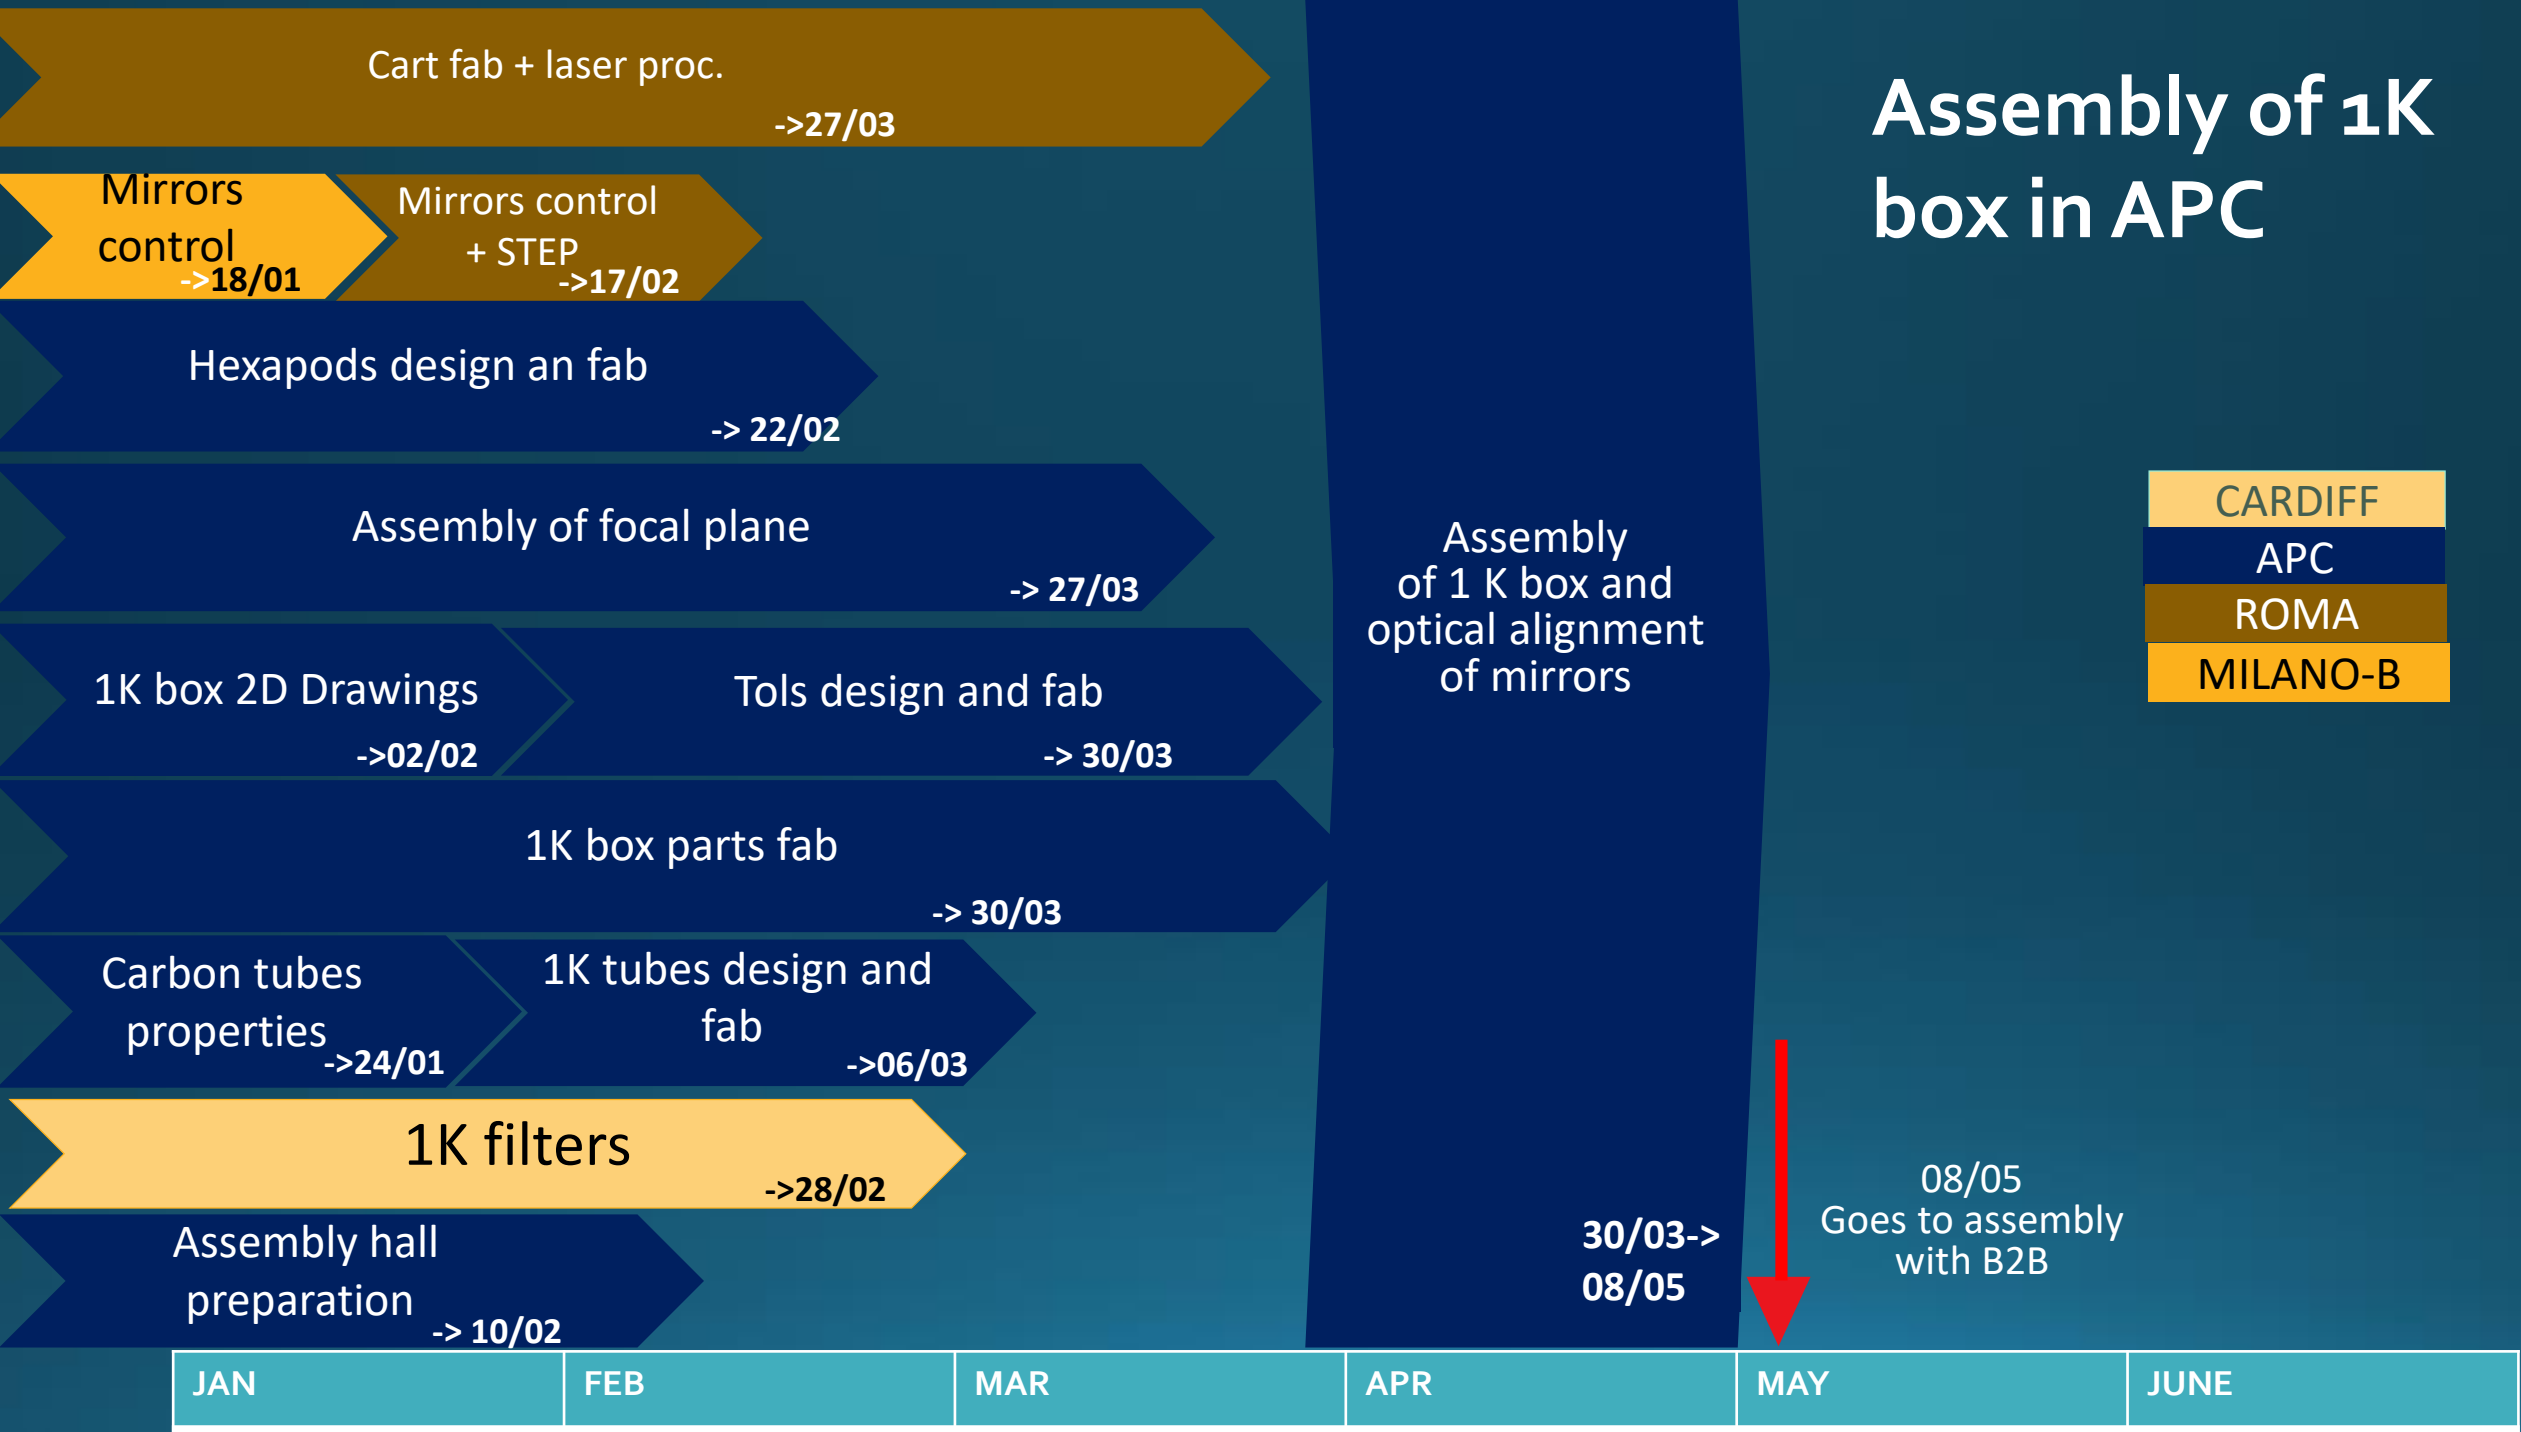 Assembly of 1K
box in APC
Cart fab + laser proc.
->27/03
Mirrors
control
->18/01
Mirrors control
+ STEP
->17/02
Hexapods design an fab
-> 22/02
Assembly of focal plane
-> 27/03
1K box 2D Drawings
->02/02
Tols design and fab
-> 30/03
1K box parts fab
-> 30/03
Carbon tubes
properties
->24/01
1K tubes design and
fab
->06/03
1K filters
->28/02
Assembly hall
preparation
-> 10/02
Assembly
of 1 K box and
optical alignment
of mirrors
30/03->
08/05
CARDIFF
APC
ROMA
MILANO-B
08/05
Goes to assembly
with B2B
JAN FEB MAR APR MAY JUNE